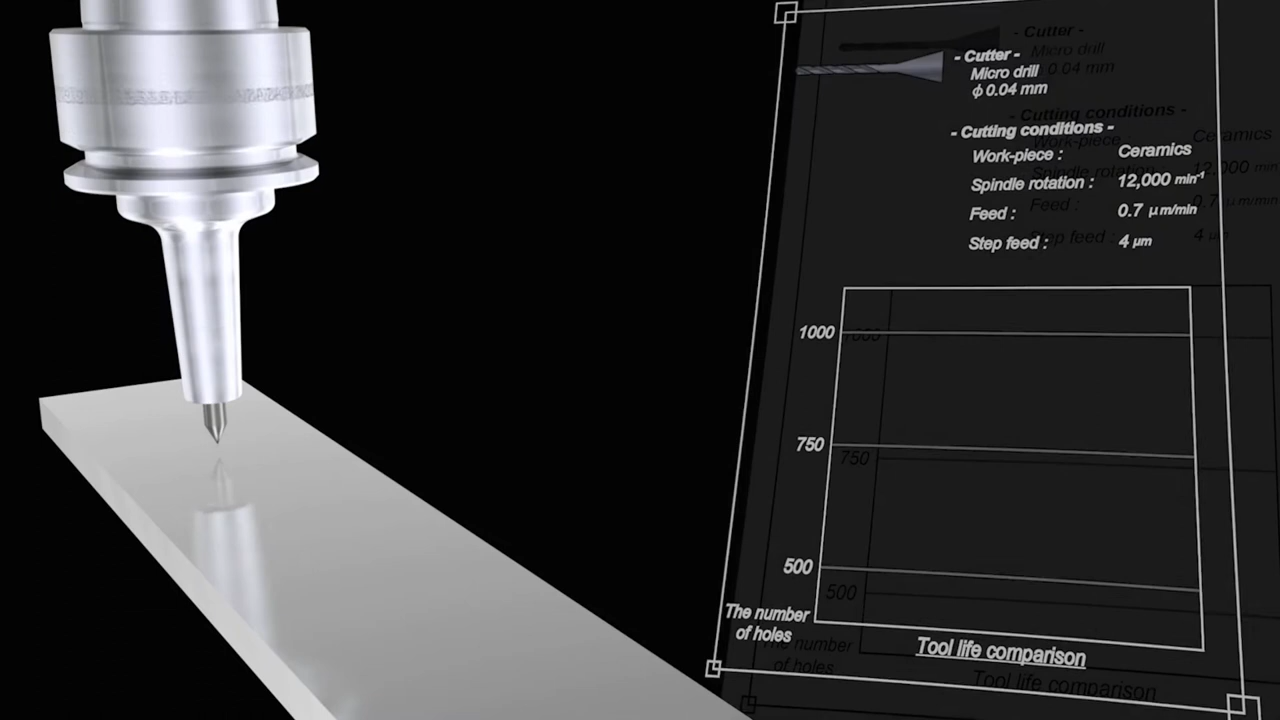 - Cutter -
Micro drill
ϕ 0.04 mm
- Cutting conditions -
Work-piece : Ceramics
Spindle rotation : 12,000 min⁻¹
Feed : 0.7 μm/min
Step feed : 4 μm
1000
750
500
The number
of holes
Tool life comparison